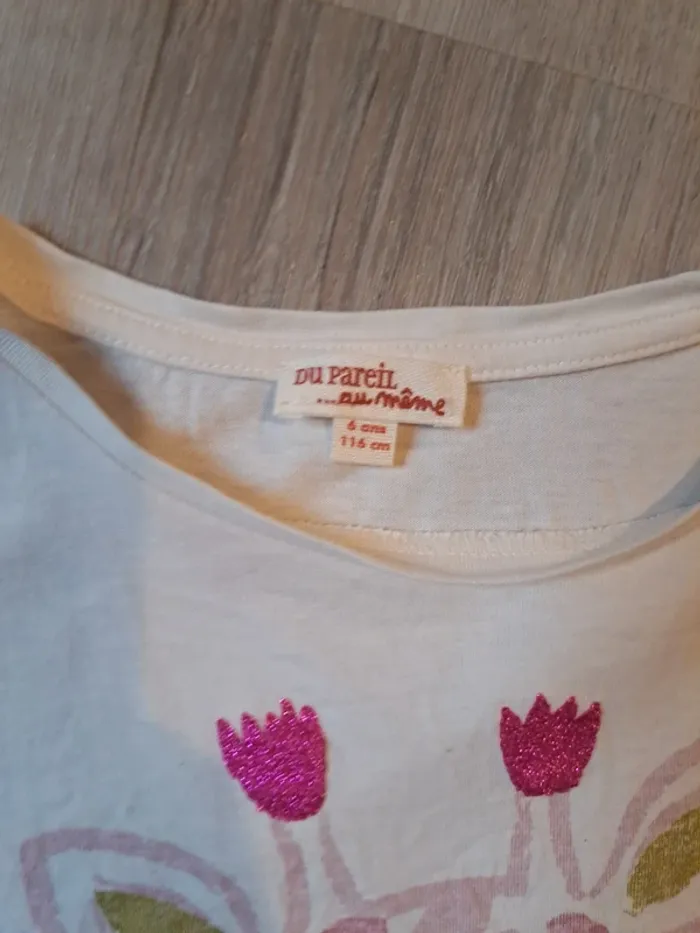 DU PAREIL
...au même
6 ans
116 cm